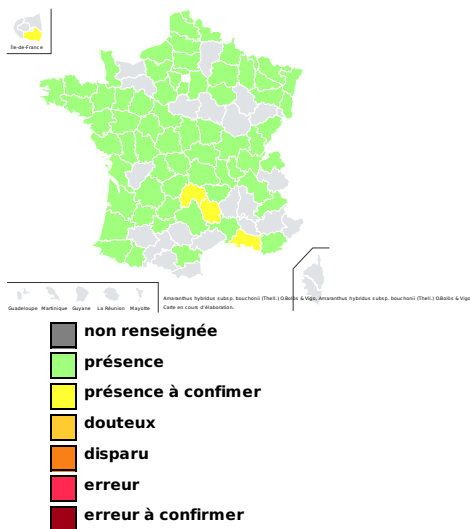 Île-de-France
Guadeloupe Martinique Guyane La Réunion Mayotte
Amaranthus hybridus subsp. bouchonii (Thell.) O.Bolòs & Vigo, Amaranthus hybridus subsp. bouchonii (Thell.) O.Bolòs & Vigo
Carte en cours d'élaboration.
non renseignée
présence
présence à confimer
douteux
disparu
erreur
erreur à confirmer